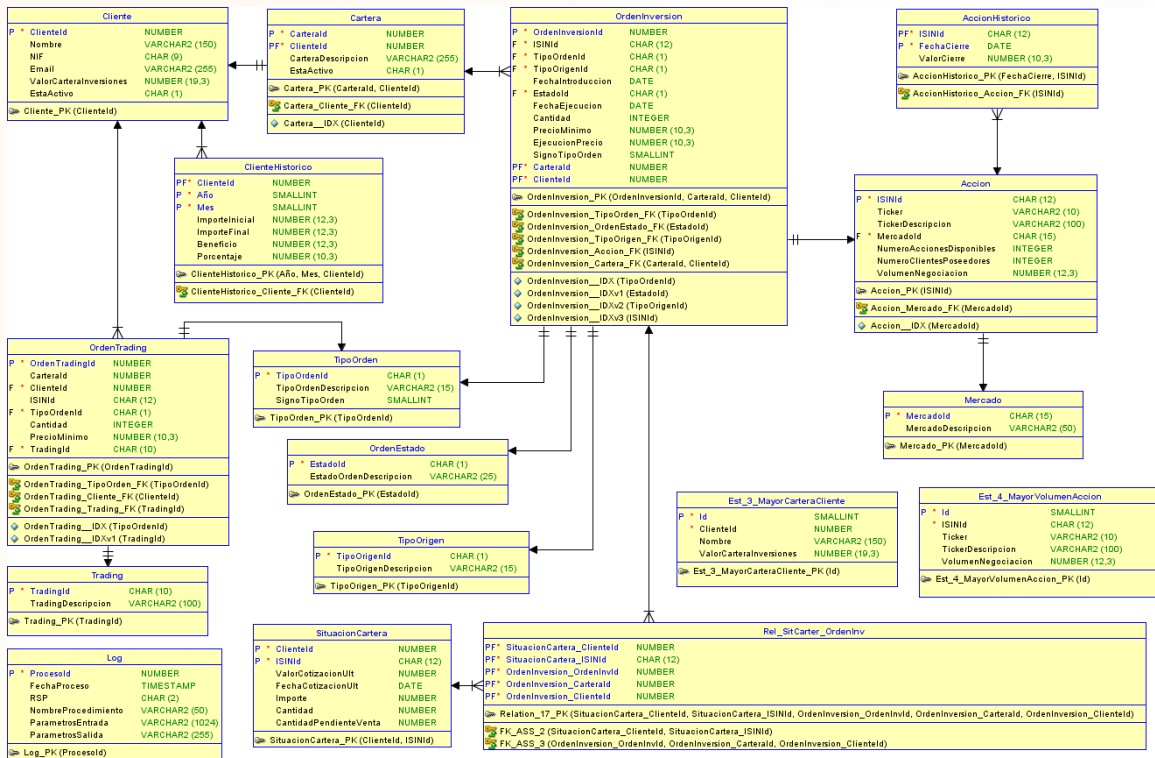 Cliente
P * ClienteId NUMBER
Nombre VARCHAR2 (150)
NIF CHAR (9)
Email VARCHAR2 (255)
ValorCarteraInversiones NUMBER (19,3)
EstaActivo CHAR (1)
Cliente_PK (ClienteId)
Cartera
P * CarteraId NUMBER
PF* ClienteId NUMBER
CarteraDescripcion VARCHAR2 (255)
EstaActivo CHAR (1)
Cartera_PK (CarteraId, ClienteId)
Cartera_Cliente_FK (ClienteId)
Cartera__IDX (ClienteId)
OrdenInversion
P * OrdenInversionId NUMBER
F * ISINId CHAR (12)
F * TipoOrdenId CHAR (1)
F * TipoOrigenId CHAR (1)
FechaIntroduccion DATE
F * EstadoId CHAR (1)
FechaEjecucion DATE
Cantidad INTEGER
PrecioMinimo NUMBER (10,3)
EjecucionPrecio NUMBER (10,3)
SignoTipoOrden SMALLINT
PF* CarteraId NUMBER
PF* ClienteId NUMBER
OrdenInversion_PK (OrdenInversionId, CarteraId, ClienteId)
OrdenInversion_TipoOrden_FK (TipoOrdenId)
OrdenInversion_OrdenEstado_FK (EstadoId)
OrdenInversion_TipoOrigen_FK (TipoOrigenId)
OrdenInversion_Accion_FK (ISINId)
OrdenInversion_Cartera_FK (CarteraId, ClienteId)
OrdenInversion__IDX (TipoOrdenId)
OrdenInversion__IDXv1 (EstadoId)
OrdenInversion__IDXv2 (TipoOrigenId)
OrdenInversion__IDXv3 (ISINId)
AccionHistorico
PF* ISINId CHAR (12)
P * FechaCierre DATE
ValorCierre NUMBER (10,3)
AccionHistorico_PK (FechaCierre, ISINId)
AccionHistorico_Accion_FK (ISINId)
ClienteHistorico
PF* ClienteId NUMBER
P * Año SMALLINT
P * Mes SMALLINT
ImporteInicial NUMBER (12,3)
ImporteFinal NUMBER (12,3)
Beneficio NUMBER (12,3)
Porcentaje NUMBER (10,3)
ClienteHistorico_PK (Año, Mes, ClienteId)
ClienteHistorico_Cliente_FK (ClienteId)
Accion
P * ISINId CHAR (12)
Ticker VARCHAR2 (10)
TickerDescripcion VARCHAR2 (100)
F * MercadoId CHAR (15)
NumeroAccionesDisponibles INTEGER
NumeroClientesPoseedores INTEGER
VolumenNegociacion NUMBER (12,3)
Accion_PK (ISINId)
Accion_Mercado_FK (MercadoId)
Accion__IDX (MercadoId)
OrdenTrading
P * OrdenTradingId NUMBER
CarteraId NUMBER
F * ClienteId NUMBER
ISINId CHAR (12)
F * TipoOrdenId CHAR (1)
Cantidad INTEGER
PrecioMinimo NUMBER (10,3)
F * TradingId CHAR (10)
OrdenTrading_PK (OrdenTradingId)
OrdenTrading_TipoOrden_FK (TipoOrdenId)
OrdenTrading_Cliente_FK (ClienteId)
OrdenTrading_Trading_FK (TradingId)
OrdenTrading__IDX (TipoOrdenId)
OrdenTrading__IDXv1 (TradingId)
TipoOrden
P * TipoOrdenId CHAR (1)
TipoOrdenDescripcion VARCHAR2 (15)
SignoTipoOrden SMALLINT
TipoOrden_PK (TipoOrdenId)
Mercado
P * MercadoId CHAR (15)
MercadoDescripcion VARCHAR2 (50)
Mercado_PK (MercadoId)
OrdenEstado
P * EstadoId CHAR (1)
EstadoOrdenDescripcion VARCHAR2 (25)
OrdenEstado_PK (EstadoId)
Est_3_MayorCarteraCliente
P * Id SMALLINT
* ClienteId NUMBER
Nombre VARCHAR2 (150)
ValorCarteraInversiones NUMBER (19,3)
Est_3_MayorCarteraCliente_PK (Id)
Est_4_MayorVolumenAccion
P * Id SMALLINT
* ISINId CHAR (12)
Ticker VARCHAR2 (10)
TickerDescripcion VARCHAR2 (100)
VolumenNegociacion NUMBER (12,3)
Est_4_MayorVolumenAccion_PK (Id)
TipoOrigen
P * TipoOrigenId CHAR (1)
TipoOrigenDescripcion VARCHAR2 (15)
TipoOrigen_PK (TipoOrigenId)
Trading
P * TradingId CHAR (10)
TradingDescripcion VARCHAR2 (100)
Trading_PK (TradingId)
SituacionCartera
P * ClienteId NUMBER
P * ISINId CHAR (12)
ValorCotizacionUlt NUMBER
FechaCotizacionUlt DATE
Importe NUMBER
Cantidad NUMBER
CantidadPendienteVenta NUMBER
SituacionCartera_PK (ClienteId, ISINId)
Rel_SitCarter_OrdenInv
PF* SituacionCartera_ClienteId NUMBER
PF* SituacionCartera_ISINId CHAR (12)
PF* OrdenInversion_OrdenInvId NUMBER
PF* OrdenInversion_CarteraId NUMBER
PF* OrdenInversion_ClienteId NUMBER
Relation_17_PK (SituacionCartera_ClienteId, SituacionCartera_ISINId, OrdenInversion_OrdenInvId, OrdenInversion_CarteraId, OrdenInversion_ClienteId)
FK_ASS_2 (SituacionCartera_ClienteId, SituacionCartera_ISINId)
FK_ASS_3 (OrdenInversion_OrdenInvId, OrdenInversion_CarteraId, OrdenInversion_ClienteId)
Log
P * ProcesoId NUMBER
FechaProceso TIMESTAMP
RSP CHAR (2)
NombreProcedimiento VARCHAR2 (50)
ParametrosEntrada VARCHAR2 (1024)
ParametrosSalida VARCHAR2 (255)
Log_PK (ProcesoId)